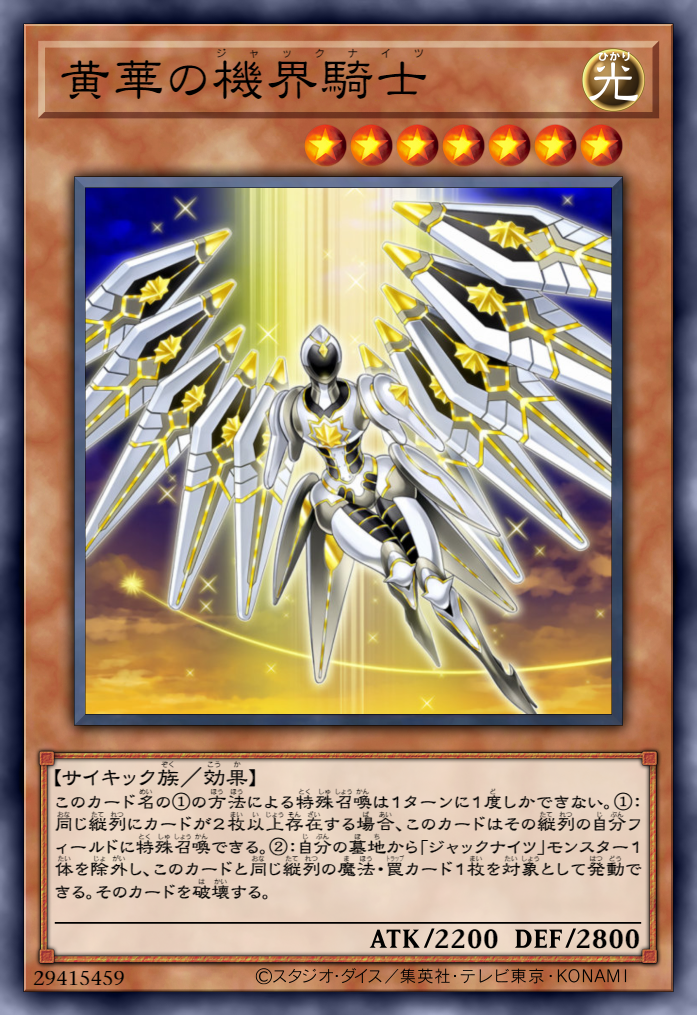 ジャックナイツ
黄華の機界騎士
ひかり
光
【サイキック族／効果】
このカード名の①の方法による特殊召喚は1ターンに1度しかできない。①：
同じ縦列にカードが2枚以上存在する場合、このカードはその縦列の自分フ
ィールドに特殊召喚できる。②：自分の墓地から「ジャックナイツ」モンスター1
体を除外し、このカードと同じ縦列の魔法・罠カード1枚を対象として発動で
きる。そのカードを破壊する。
ATK/2200 DEF/2800
29415459 ©スタジオ・ダイス／集英社・テレビ東京・KONAMI